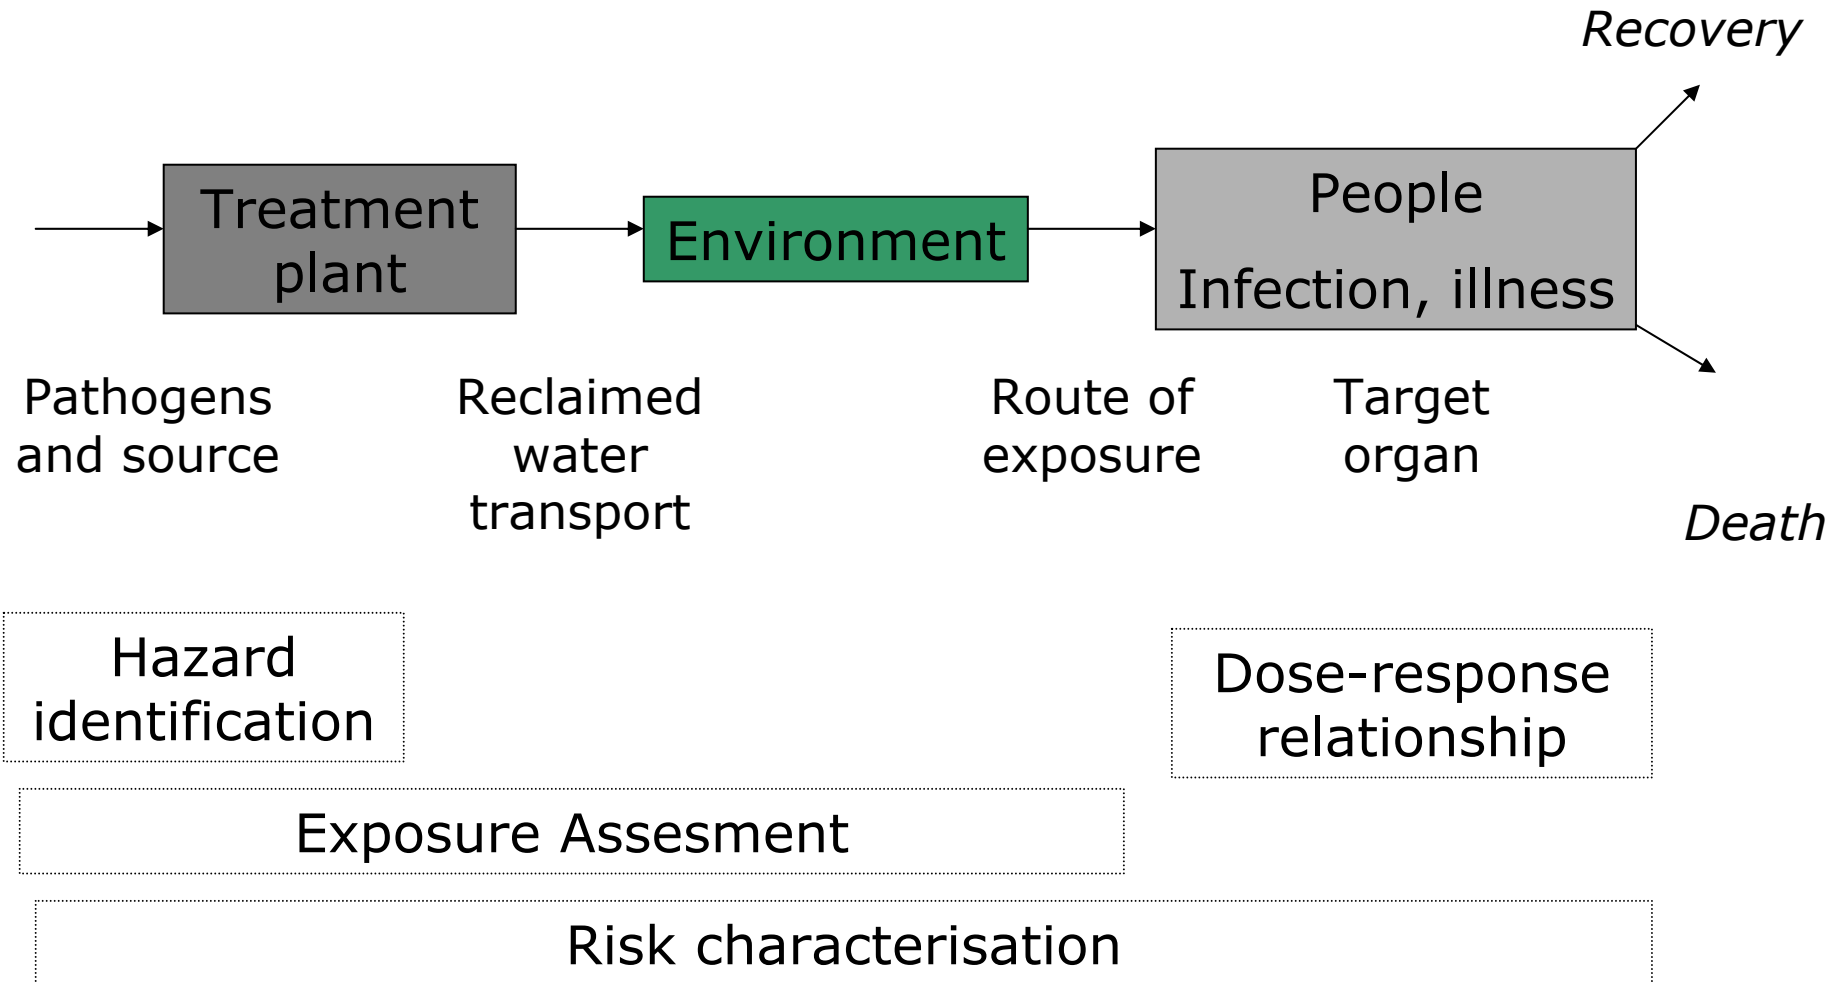 Recovery
Treatment
plant
Environment
People
Infection, illness
Pathogens
and source
Reclaimed
water
transport
Route of
exposure
Target
organ
Death
Hazard
identification
Dose-response
relationship
Exposure Assesment
Risk characterisation